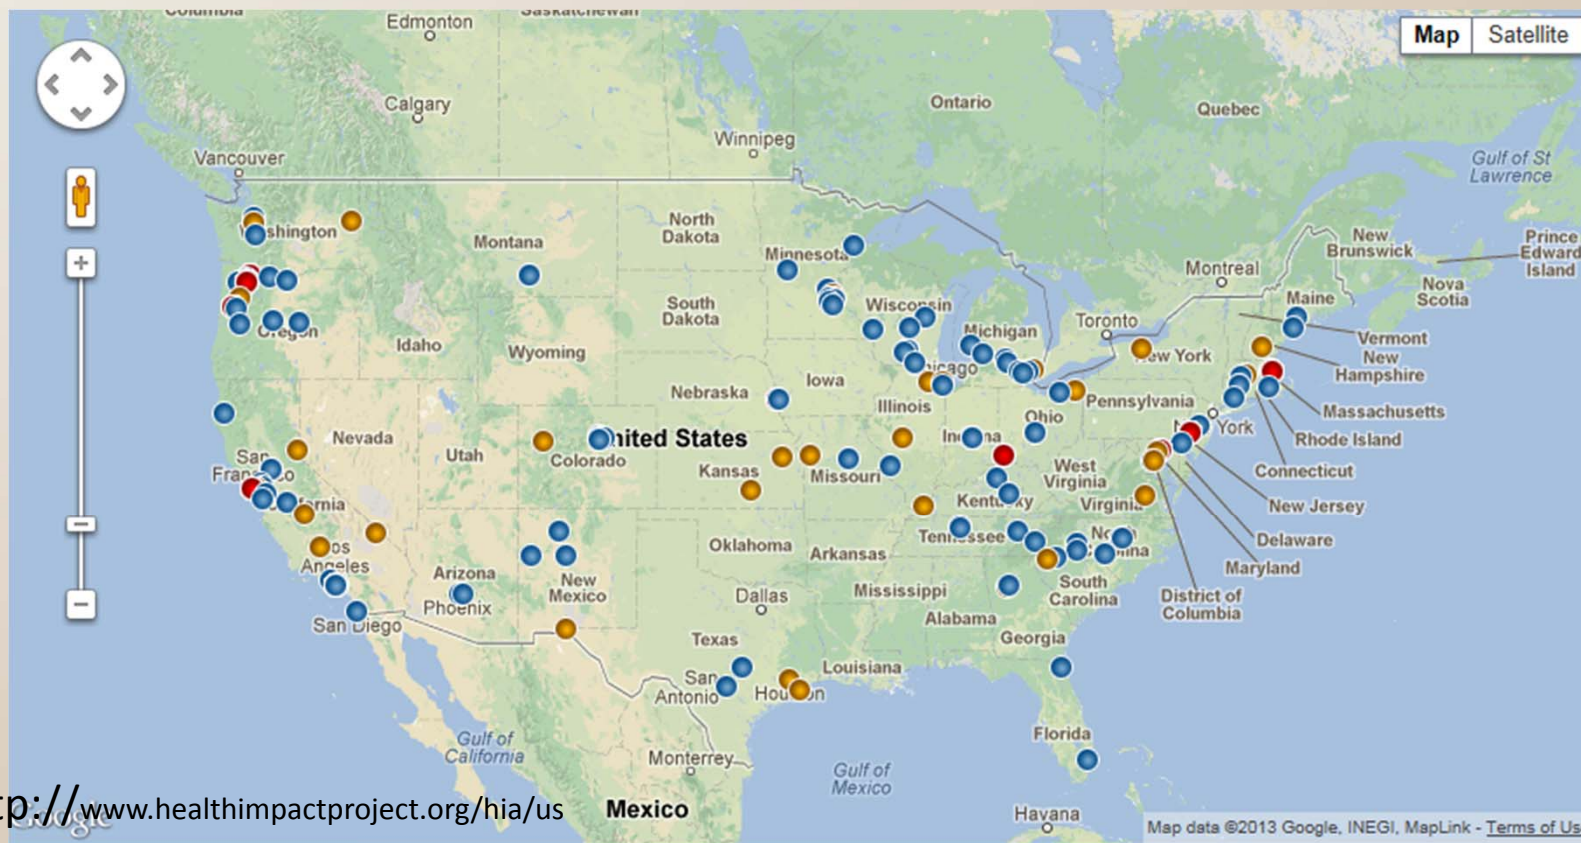 Edmonton
Map
Satellite
Calgary
Ontario
Quebec
Winnipeg
Vancouver
Gulf of St
Lawrence
North
Dakota
Montana
Minnesota
New
Brunswick
Prince
Edward
Island
Montreal
Nova
Scotia
South
Dakota
Wisconsin
Maine
Toronto
Michigan
Vermont
Idaho
Wyoming
New
Hampshire
Iowa
Nebraska
Illinois
Pennsylvania
Massachusetts
Ohio
York
Nevada
Rhode Island
Utah
Colorado
Kansas
Missouri
West
Virginia
Connecticut
Virginia
New Jersey
Delaware
Oklahoma
Arkansas
Maryland
Angeles
Arizona
Phoenix
New
Mexico
Dallas
Mississippi
South
Carolina
District of
Columbia
San Diego
Alabama
Georgia
Texas
San
Antonio
Louisiana
Florida
Gulf of
California
Monterrey
Gulf of
Mexico
tp://www.healthimpactproject.org/hia/us
Google
Mexico
Havana
Map data ©2013 Google, INEGI, MapLink - Terms of Us